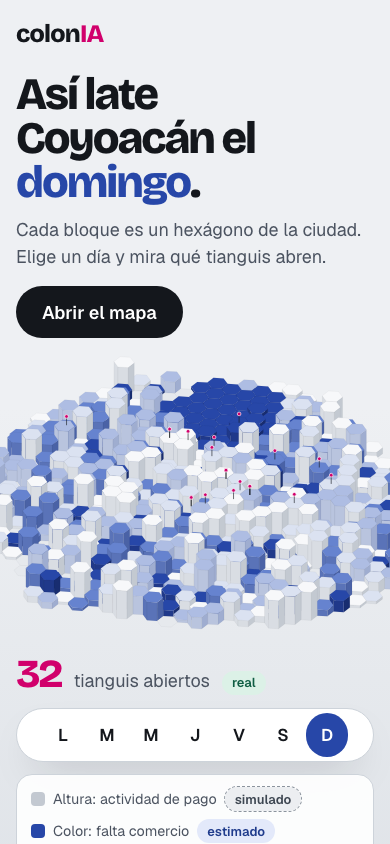 colonIA
Así late
Coyoacán el
domingo.
Cada bloque es un hexágono de la ciudad.
Elige un día y mira qué tianguis abren.
Abrir el mapa
32 tianguis abiertos real
L M M J V S D
Altura: actividad de pago simulado
Color: falta comercio estimado